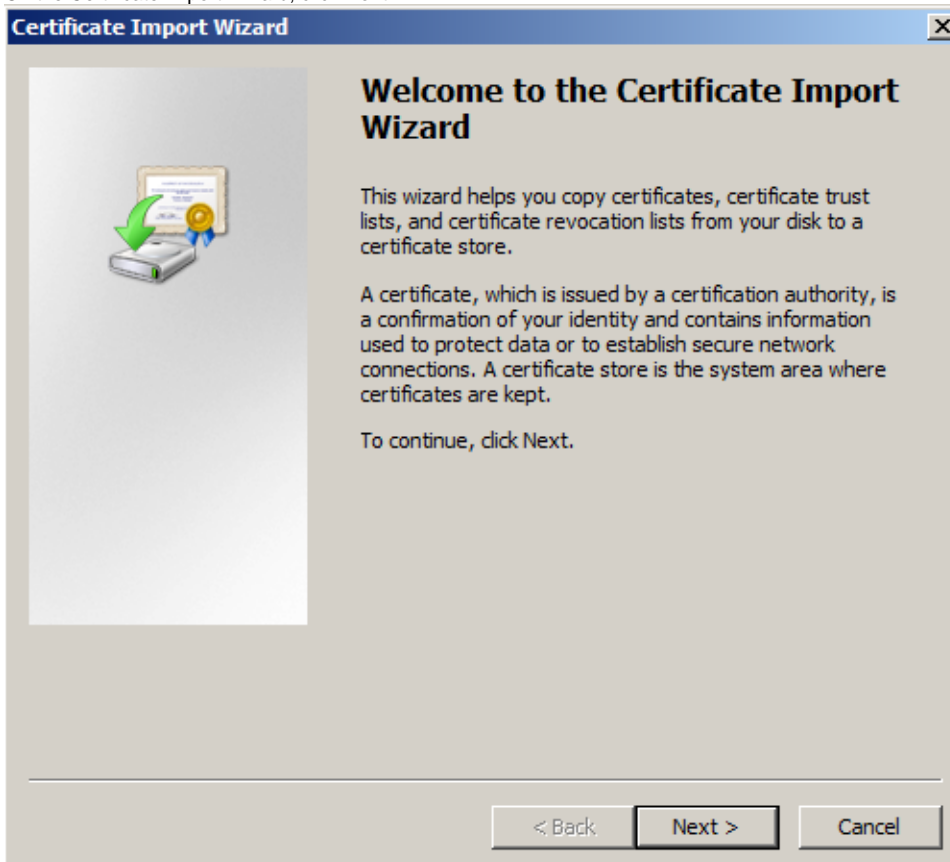 Certificate Import Wizard
Welcome to the Certificate Import
Wizard
This wizard helps you copy certificates, certificate trust
lists, and certificate revocation lists from your disk to a
certificate store.
A certificate, which is issued by a certification authority, is
a confirmation of your identity and contains information
used to protect data or to establish secure network
connections. A certificate store is the system area where
certificates are kept.
To continue, click Next.
< Back
Next >
Cancel